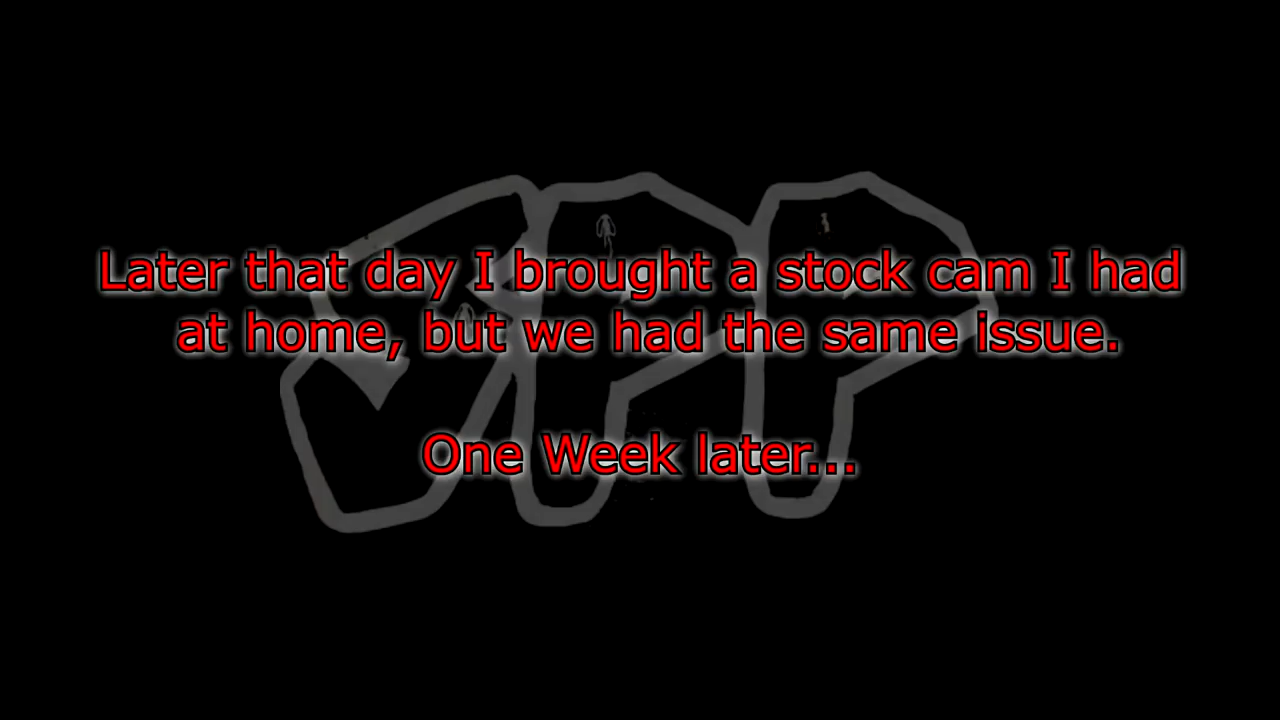 Later that day I brought a stock cam I had
at home, but we had the same issue.
One Week later...